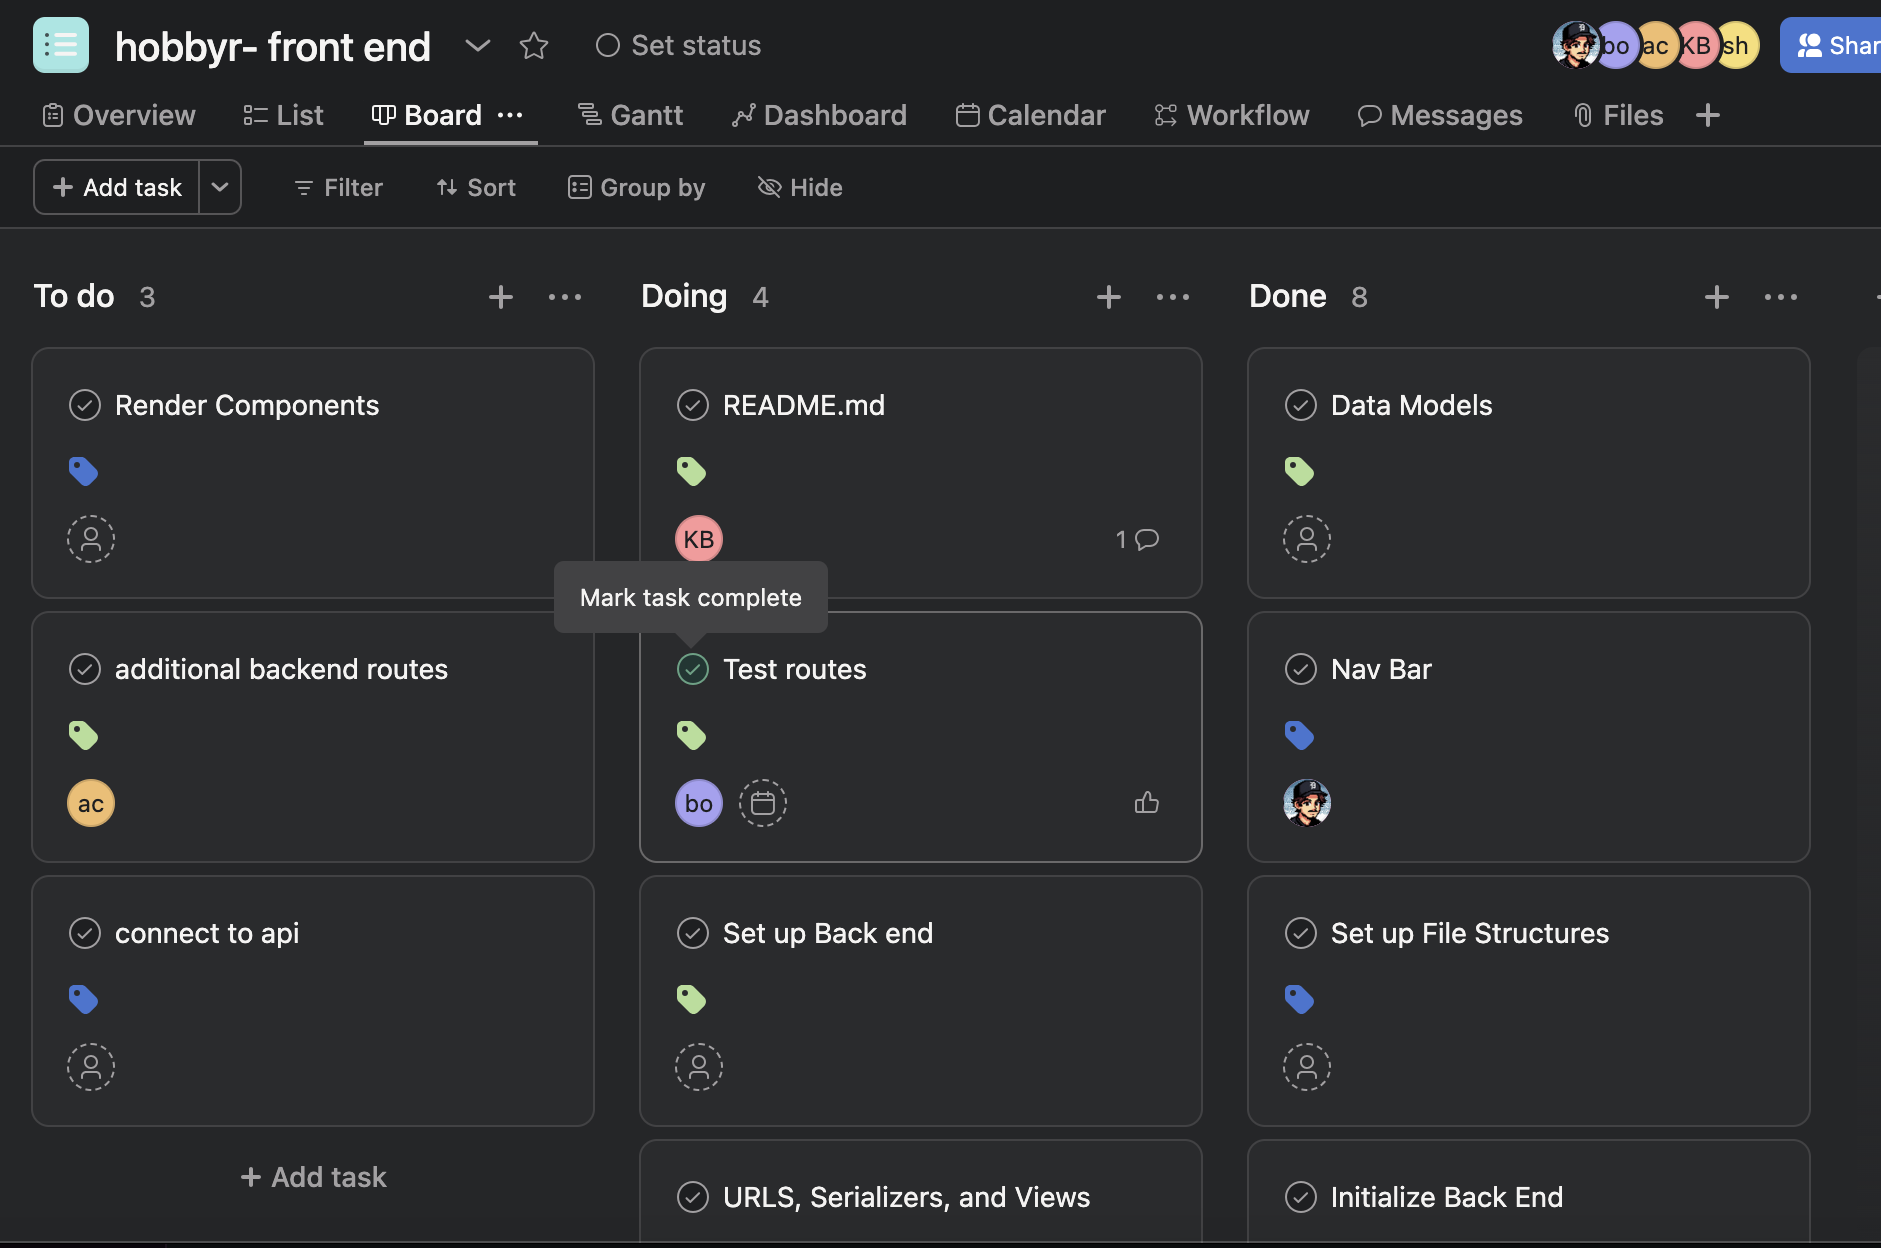 hobbyr- front end
Set status
bo
ac
KB
sh
Shar
Overview
List
Board
Gantt
Dashboard
Calendar
Workflow
Messages
Files
Add task
Filter
Sort
Group by
Hide
To do 3
Doing 4
Done 8
Render Components
README.md
Data Models
KB
1
Mark task complete
additional backend routes
Test routes
Nav Bar
ac
bo
connect to api
Set up Back end
Set up File Structures
Add task
URLS, Serializers, and Views
Initialize Back End